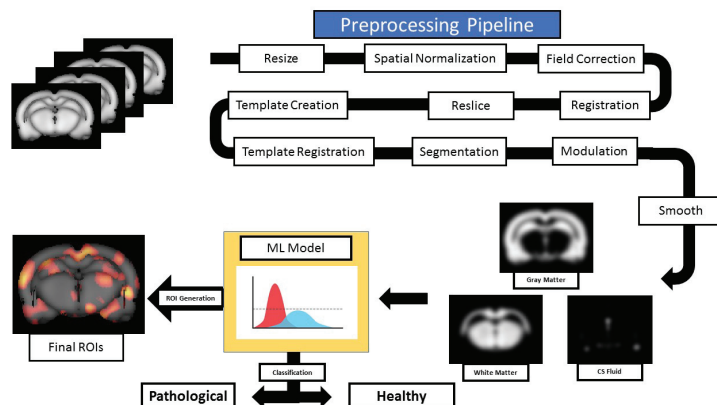 Preprocessing Pipeline
Resize
Spatial Normalization
Field Correction
Template Creation
Reslice
Registration
Template Registration
Segmentation
Modulation
Smooth
Gray Matter
White Matter
CS Fluid
ML Model
ROI Generation
Final ROIs
Classification
Pathological
Healthy